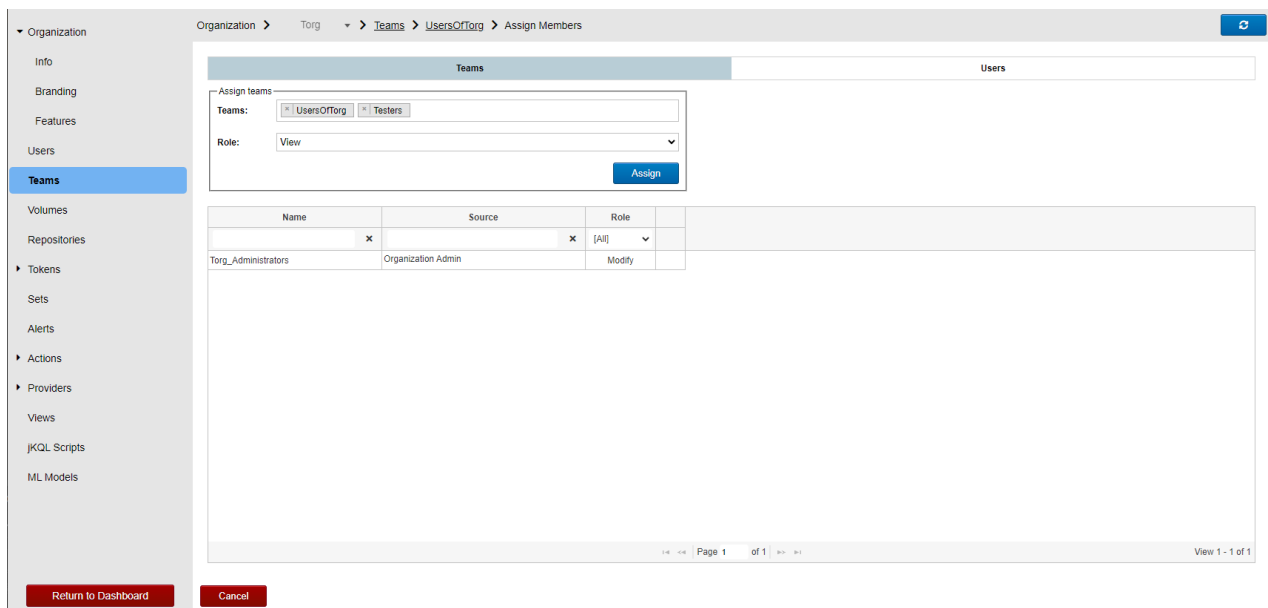 Organization
Info
Branding
Features
Users
Teams
Volumes
Repositories
Tokens
Sets
Alerts
Actions
Providers
Views
jKQL Scripts
ML Models
Return to Dashboard
Organization > Torg > Teams > UsersOfTorg > Assign Members
Teams Users
Assign teams
Teams: × UsersOfTorg × Testers
Role: View
Assign
Name Source Role
× × [All]
Torg_Administrators Organization Admin Modify
Page 1 of 1 View 1 - 1 of 1
Cancel